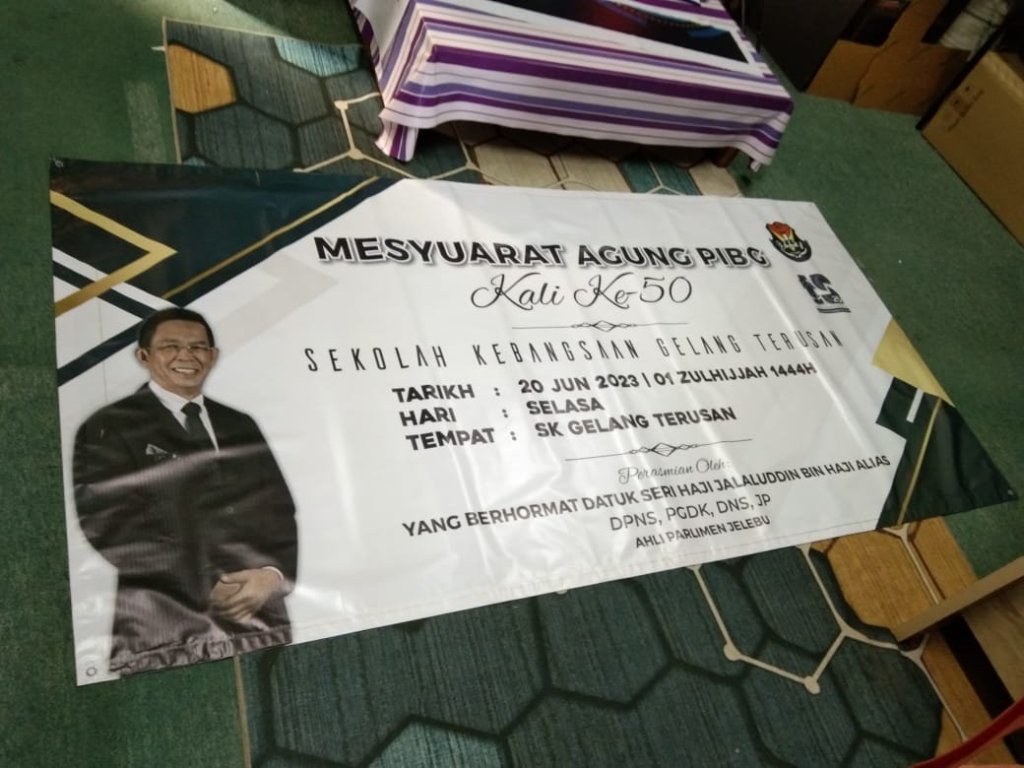 MESYUARAT AGUNG PIBG
Kali Ke-50
SEKOLAH KEBANGSAAN GELANG TERUSAN
TARIKH : 20 JUN 2023 | 01 ZULHIJJAH 1444H
HARI : SELASA
TEMPAT : SK GELANG TERUSAN
Perasmian Oleh:
YANG BERHORMAT DATUK SERI HAJI JALALUDDIN BIN HAJI ALIAS
DPNS, PGDK, DNS, JP
AHLI PARLIMEN JELEBU